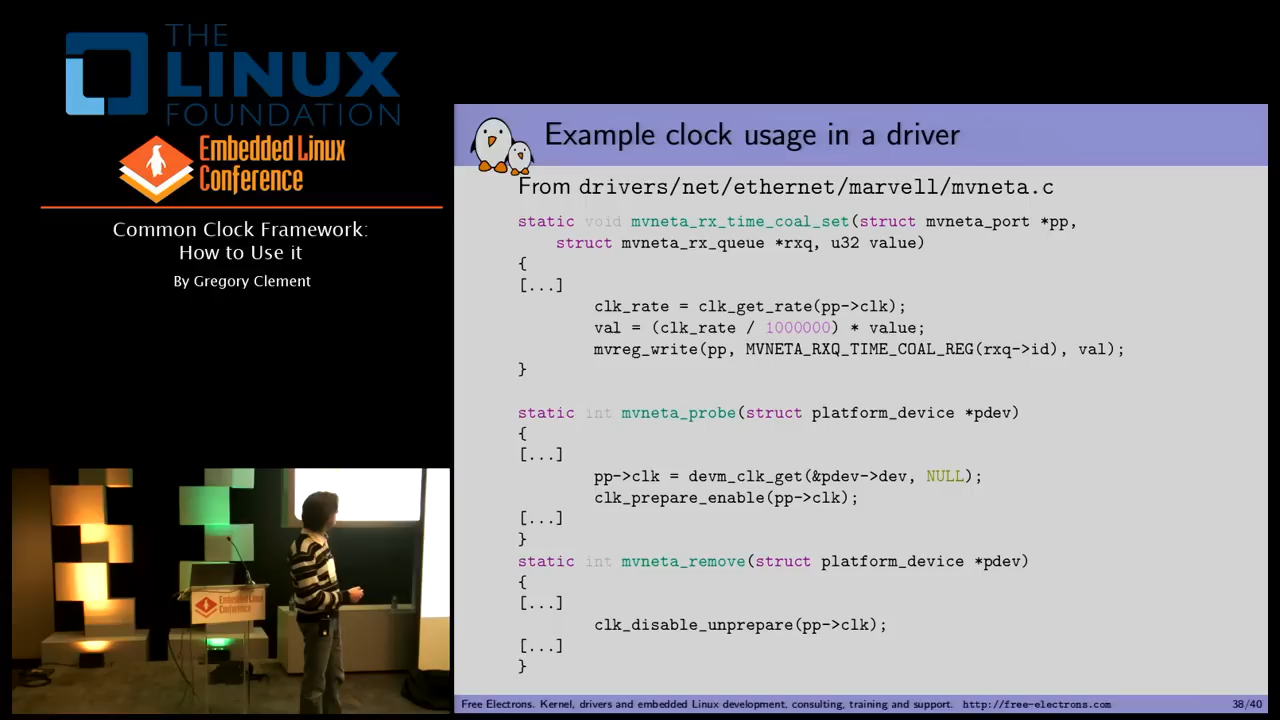 THE
LINUX
FOUNDATION
Embedded Linux
Conference
Common Clock Framework:
How to Use it
By Gregory Clement
Example clock usage in a driver
From drivers/net/ethernet/marvell/mvneta.c
static void mvneta_rx_time_coal_set(struct mvneta_port *pp,
    struct mvneta_rx_queue *rxq, u32 value)
{
[...]
        clk_rate = clk_get_rate(pp->clk);
        val = (clk_rate / 1000000) * value;
        mvreg_write(pp, MVNETA_RXQ_TIME_COAL_REG(rxq->id), val);
}
static int mvneta_probe(struct platform_device *pdev)
{
[...]
        pp->clk = devm_clk_get(&pdev->dev, NULL);
        clk_prepare_enable(pp->clk);
[...]
}
static int mvneta_remove(struct platform_device *pdev)
{
[...]
        clk_disable_unprepare(pp->clk);
[...]
}
Embedded Linux
Conference
Free Electrons. Kernel, drivers and embedded Linux development, consulting, training and support. http://free-electrons.com 38/40